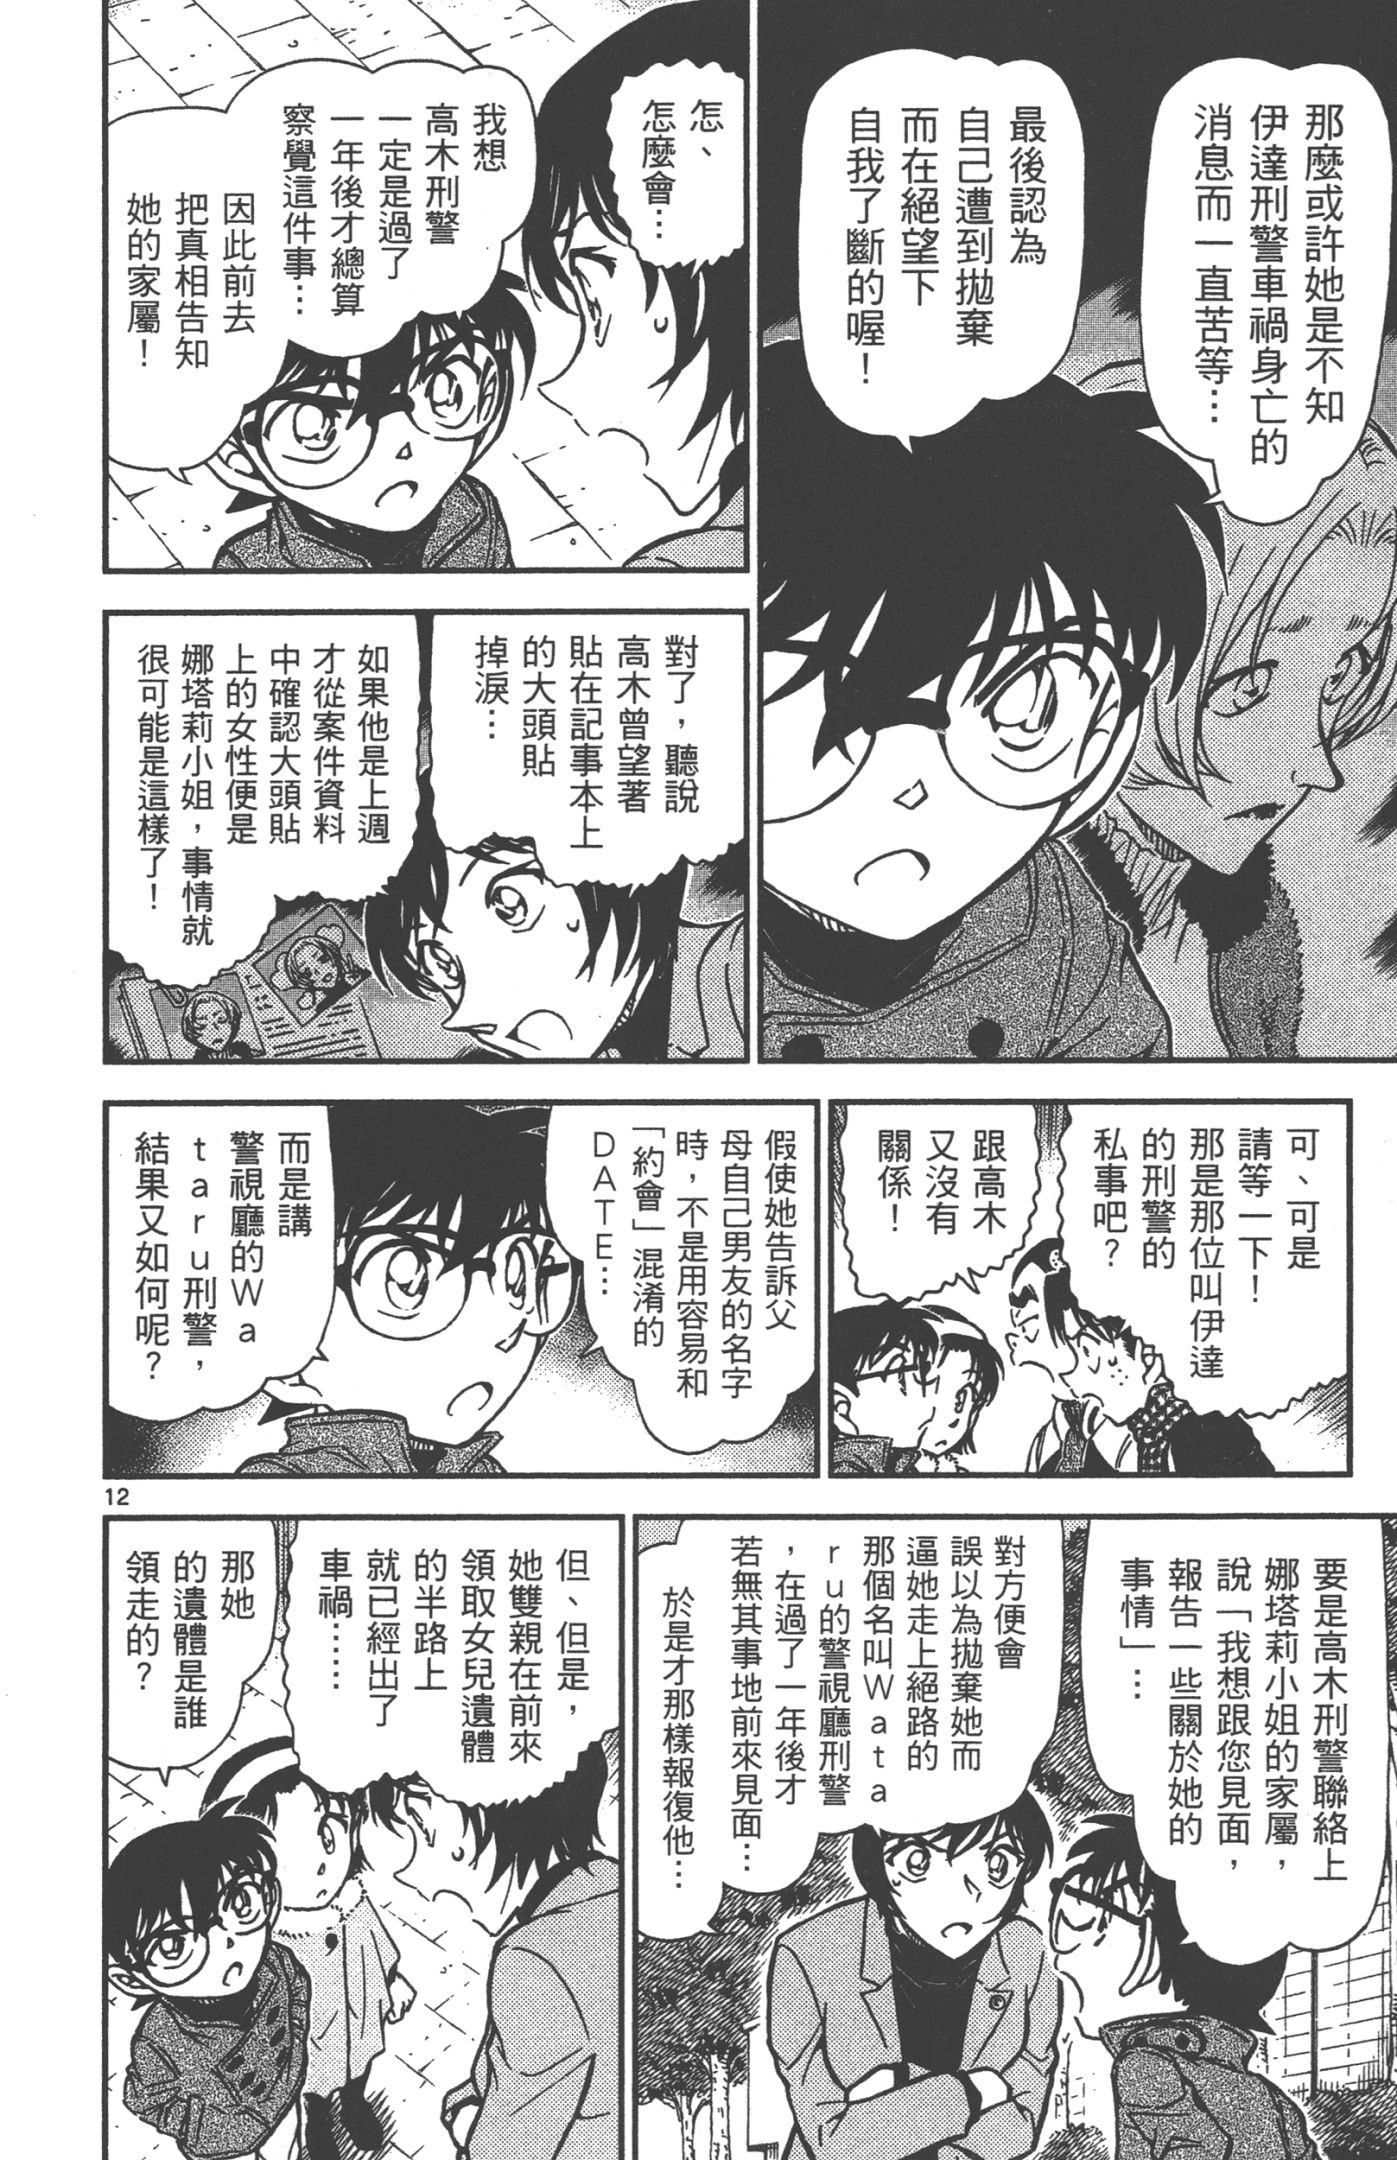 那麼或許她是不知
伊達刑警車禍身亡的
消息而一直苦等…
最後認為
自己遭到拋棄
而在絕望下
自我了斷的喔！
怎、
怎麼會…
我想
高木刑警
一定是過了
一年後才總算
察覺這件事…
因此前去
把真相告知
她的家屬！
對了，聽說
高木曾望著
貼在記事本上
的大頭貼
掉淚…
如果他是上週
才從案件資料
中確認大頭貼
上的女性便是
娜塔莉小姐，事情就
很可能是這樣了！
可、可是
請等一下！
那是那位叫伊達
的刑警的
私事吧？
跟高木
又沒有
關係！
假使她告訴父
母自己男友的名字
時，不是用容易和
「約會」混淆的
DATE…
而是講
警視廳的Wa
taru刑警，
結果又如何呢？
12
要是高木刑警聯絡上
娜塔莉小姐的家屬，
說「我想跟您見面，
報告一些關於她的
事情」…
對方便會
誤以為拋棄她而
逼她走上絕路的
那個名叫Wata
ru的警視廳刑警
，在過了一年後才
若無其事地前來見面…
於是才那樣報復他…
但、但是，
她雙親在前來
領取女兒遺體
的半路上
就已經出了
車禍……
那她
的遺體是誰
領走的？